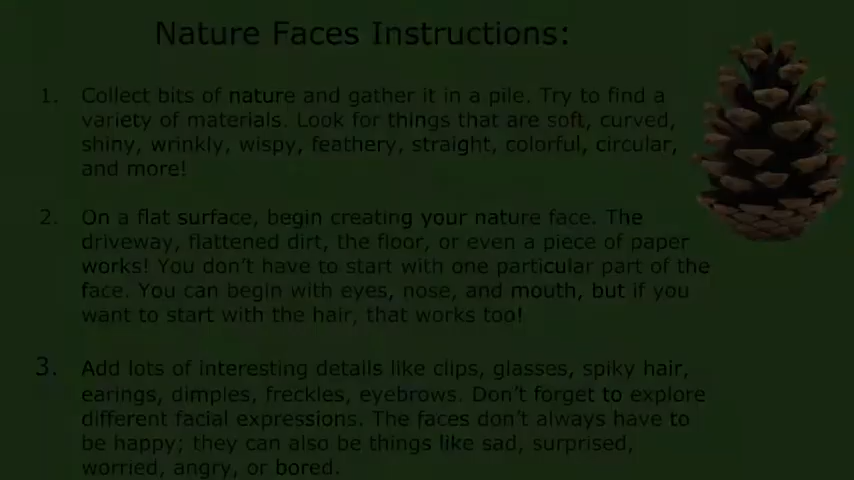 Nature Faces Instructions:
1. Collect bits of nature and gather it in a pile. Try to find a
variety of materials. Look for things that are soft, curved,
shiny, wrinkly, wispy, feathery, straight, colorful, circular,
and more!
2. On a flat surface, begin creating your nature face. The
driveway, flattened dirt, the floor, or even a piece of paper
works! You don't have to start with one particular part of the
face. You can begin with eyes, nose, and mouth, but if you
want to start with the hair, that works too!
3. Add lots of interesting details like clips, glasses, spiky hair,
earings, dimples, freckles, eyebrows. Don't forget to explore
different facial expressions. The faces don't always have to
be happy; they can also be things like sad, surprised,
worried, angry, or bored.